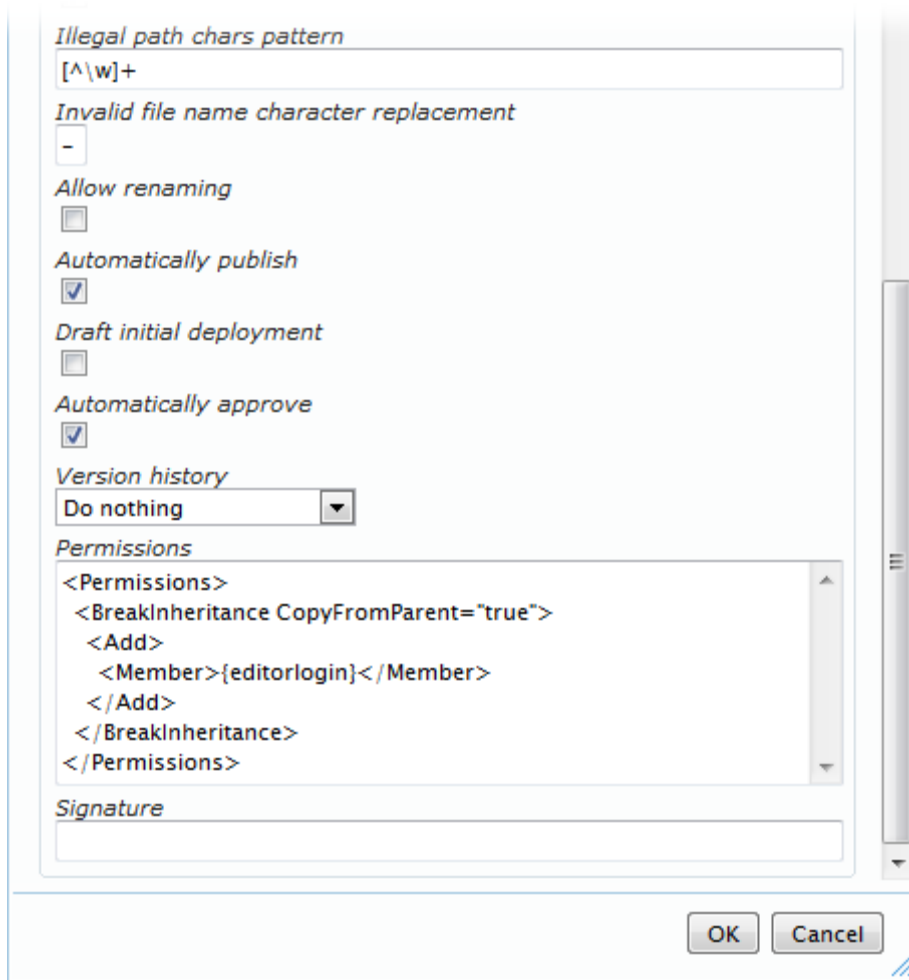 Illegal path chars pattern
[^\w]+
Invalid file name character replacement
-
Allow renaming
Automatically publish
Draft initial deployment
Automatically approve
Version history
Do nothing
Permissions
<Permissions>
<BreakInheritance CopyFromParent="true">
<Add>
<Member>{editorlogin}</Member>
</Add>
</BreakInheritance>
</Permissions>
Signature
OK Cancel